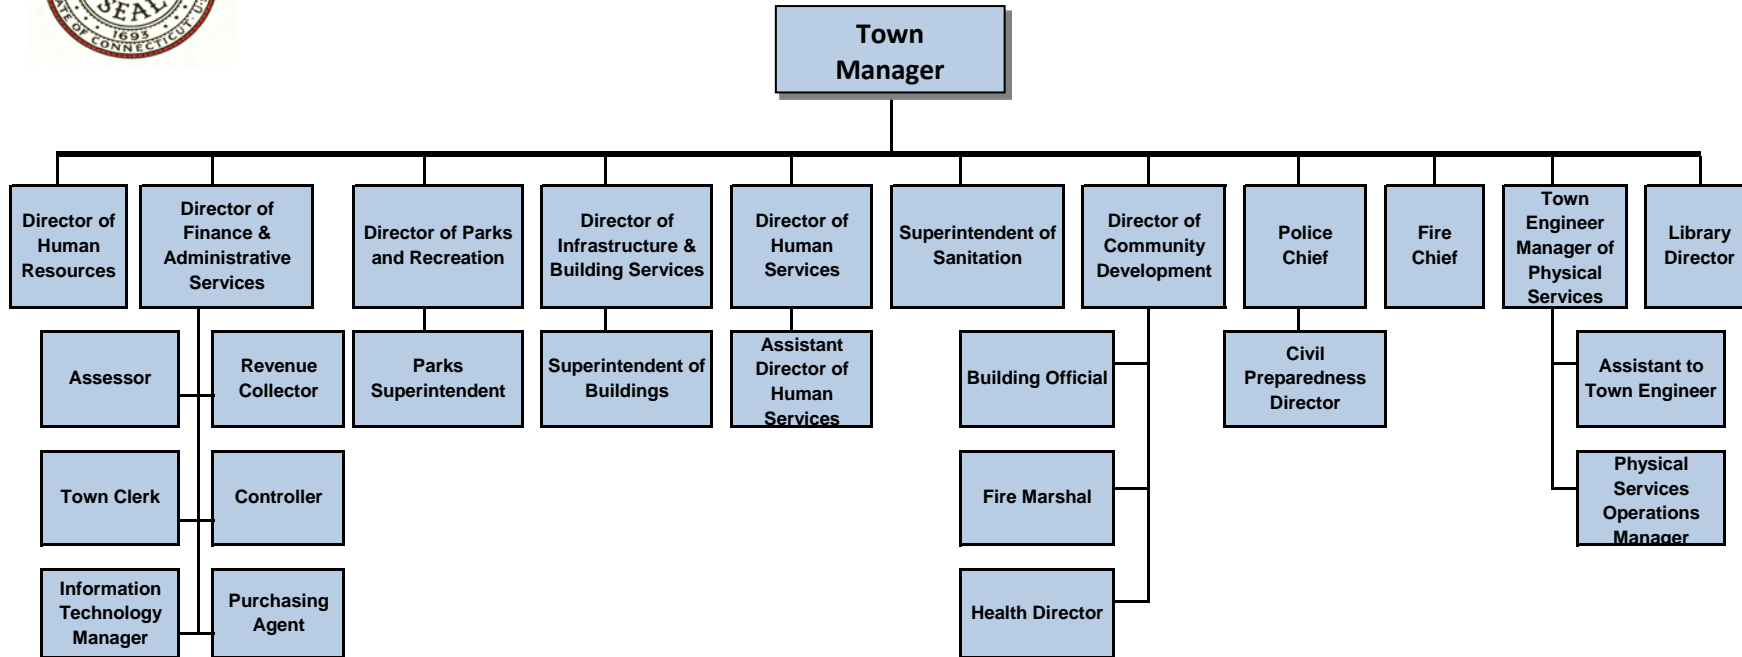 SEAL
1693
STATE OF CONNECTICUT U.S.
Town
Manager
Director of
Human
Resources
Director of
Finance &
Administrative
Services
Director of Parks
and Recreation
Director of
Infrastructure &
Building Services
Director of
Human
Services
Superintendent of
Sanitation
Director of
Community
Development
Police
Chief
Fire
Chief
Town
Engineer
Manager of
Physical
Services
Library
Director
Assessor
Revenue
Collector
Parks
Superintendent
Superintendent of
Buildings
Assistant
Director of
Human
Services
Building Official
Civil
Preparedness
Director
Assistant to
Town Engineer
Town Clerk
Controller
Fire Marshal
Physical
Services
Operations
Manager
Information
Technology
Manager
Purchasing
Agent
Health Director